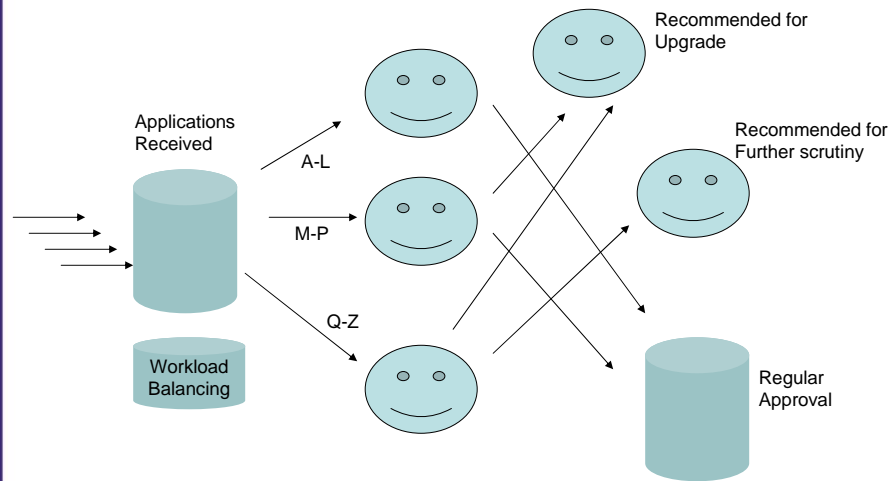 Applications
Received
A-L
M-P
Q-Z
Workload
Balancing
Recommended for
Upgrade
Recommended for
Further scrutiny
Regular
Approval